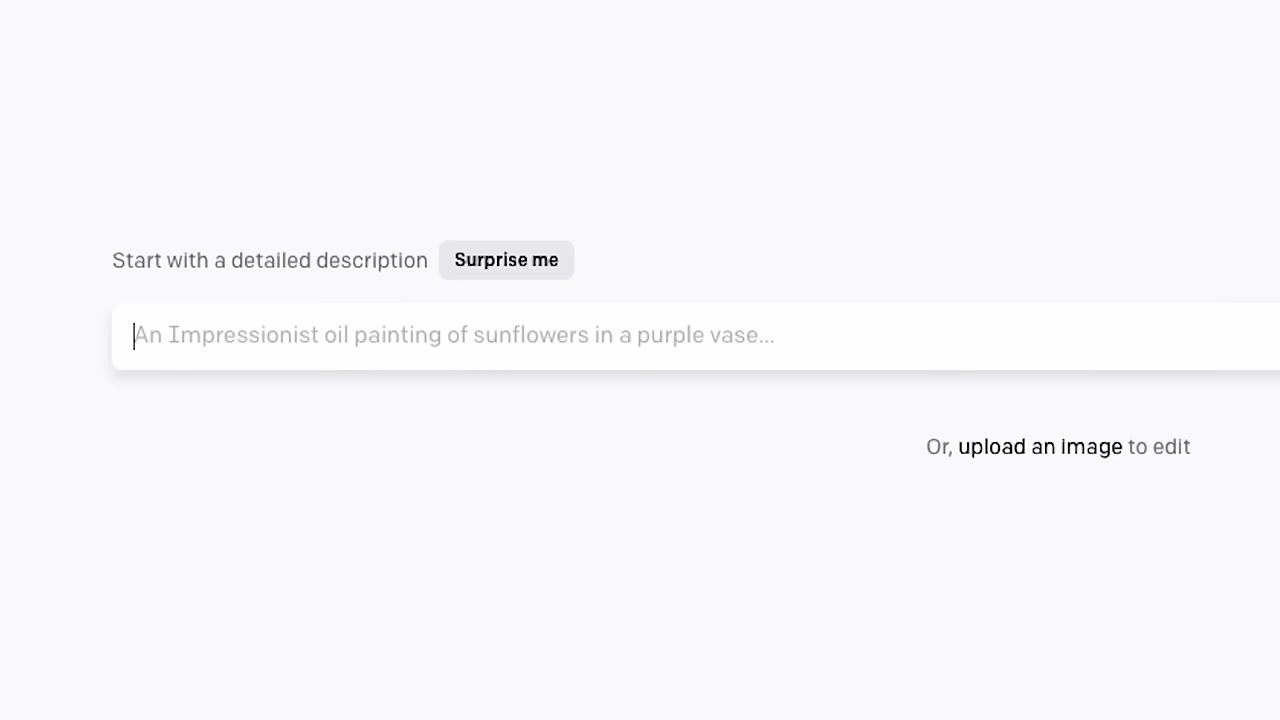 Start with a detailed description Surprise me
An Impressionist oil painting of sunflowers in a purple vase...
Or, upload an image to edit